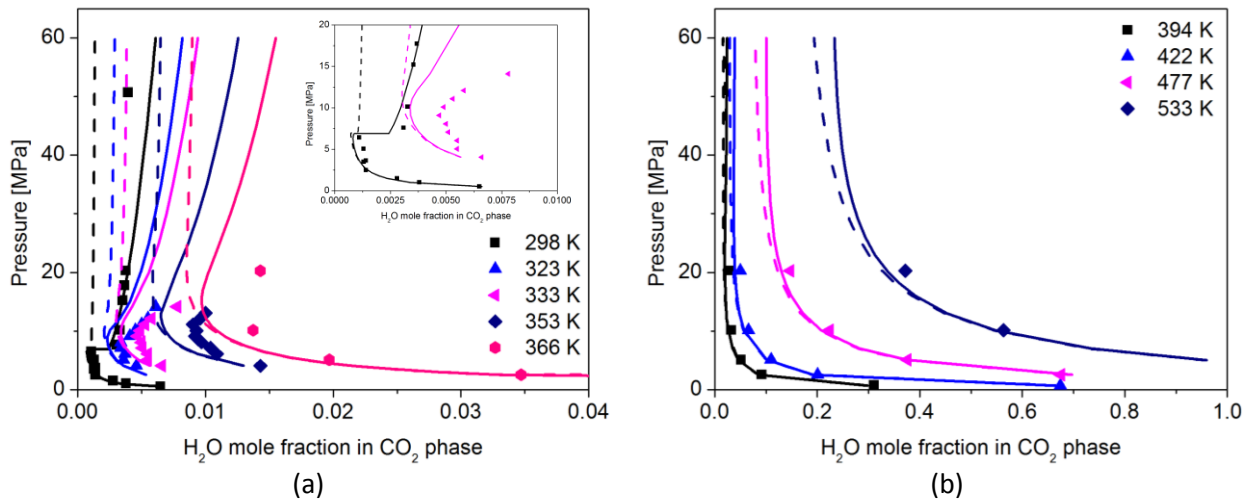 60
40
20
0
Pressure [MPa]
0.00
0.01
0.02
0.03
0.04
H₂O mole fraction in CO₂ phase
20
15
10
5
0
Pressure [MPa]
0.0000
0.0025
0.0050
0.0075
0.0100
H₂O mole fraction in CO₂ phase
298 K
323 K
333 K
353 K
366 K
(a)
60
40
20
0
Pressure [MPa]
0.0
0.2
0.4
0.6
0.8
1.0
H₂O mole fraction in CO₂ phase
394 K
422 K
477 K
533 K
(b)